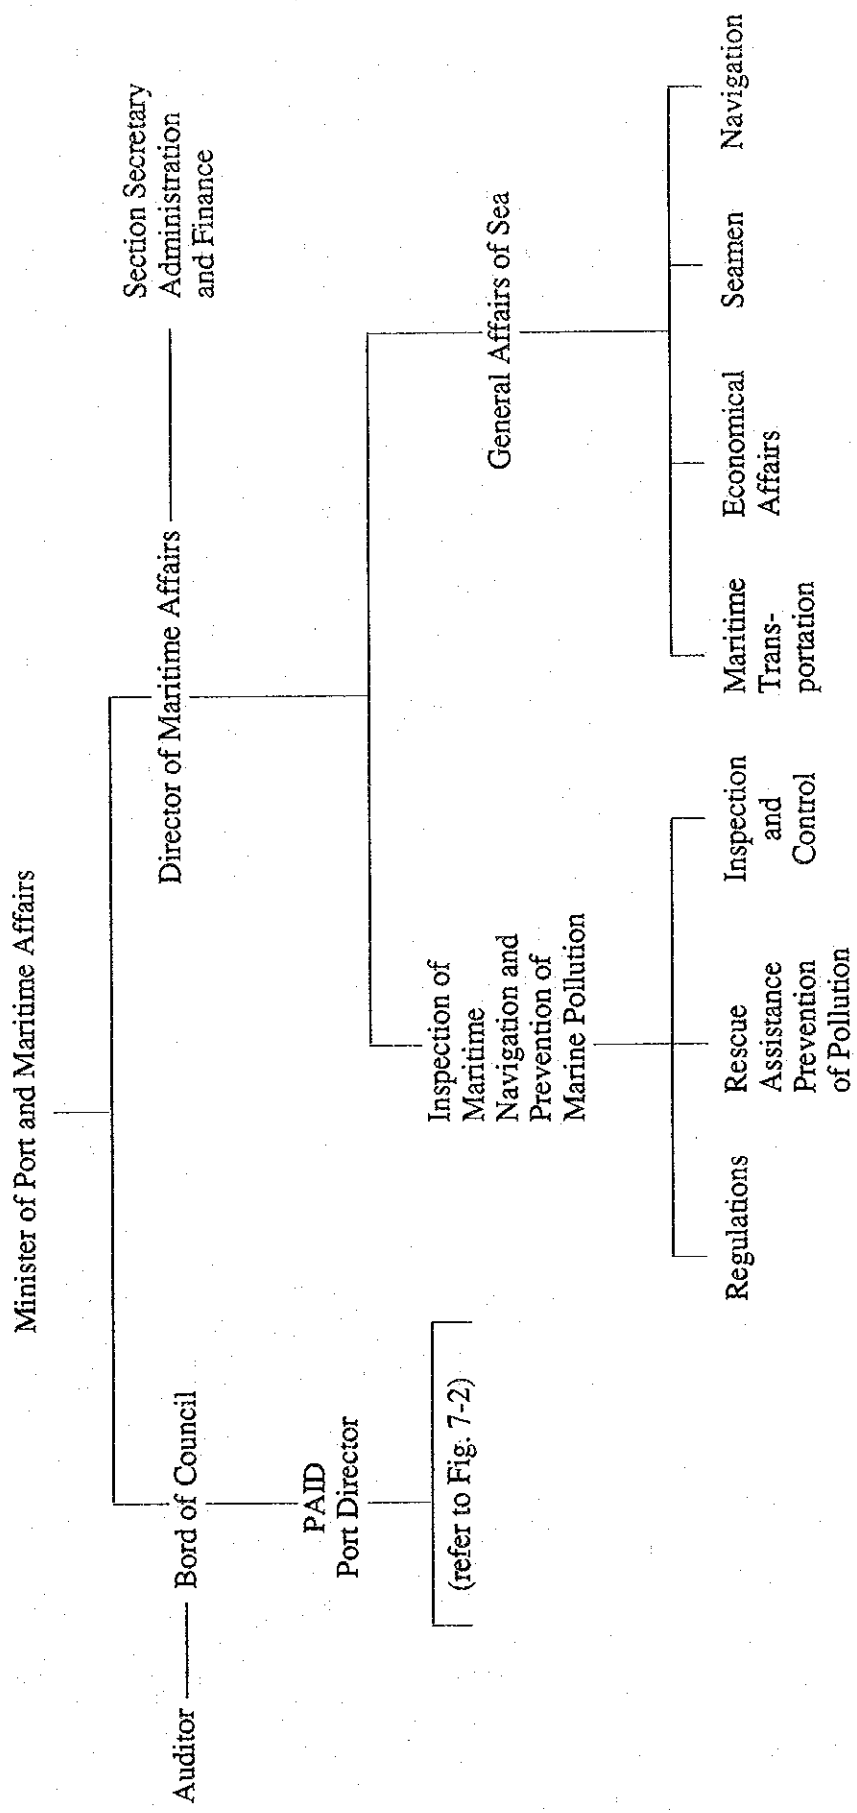 Minister of Port and Maritime Affairs
Auditor
Bord of Council
Director of Maritime Affairs
Section Secretary
Administration
and Finance
PAID
Port Director
(refer to Fig. 7-2)
Inspection of
Maritime
Navigation and
Prevention of
Marine Pollution
General Affairs of Sea
Regulations
Rescue
Assistance
Prevention
of Pollution
Inspection
and
Control
Maritime
Trans-
portation
Economical
Affairs
Seamen
Navigation